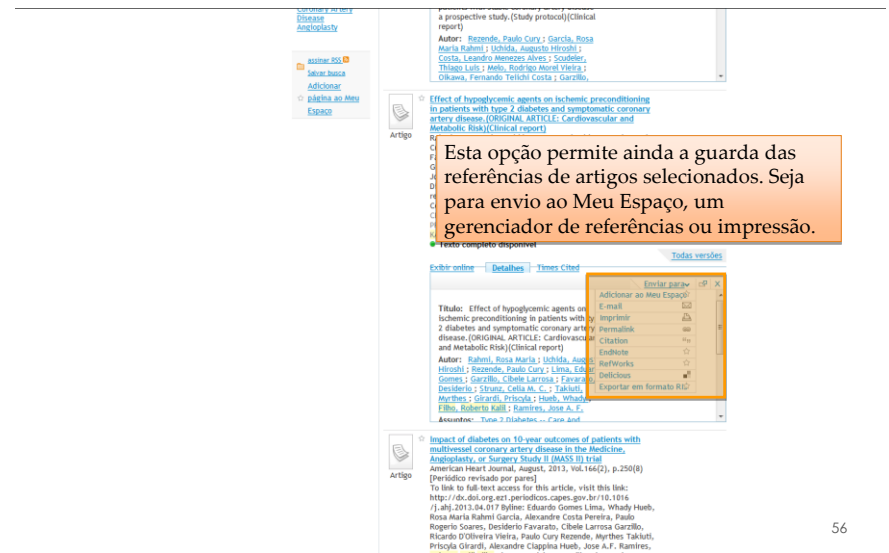 Coronary Artery
Disease
Angioplasty
assinar RSS
Salvar busca
Adicionar
página ao Meu
Espaço
a prospective study.(Study protocol)(Clinical
report)
Autor: Rezende, Paulo Cury ; Garcia, Rosa
Maria Rahmi ; Uchida, Augusto Hiroshi ;
Costa, Leandro Menezes Alves ; Scudeler,
Thiago Luis ; Melo, Rodrigo Morel Vieira ;
Oikawa, Fernando Teiichi Costa ; Garzillo,
Artigo
Effect of hypoglycemic agents on ischemic preconditioning
in patients with type 2 diabetes and symptomatic coronary
artery disease.(ORIGINAL ARTICLE: Cardiovascular and
Metabolic Risk)(Clinical report)
Esta opção permite ainda a guarda das
referências de artigos selecionados. Seja
para envio ao Meu Espaço, um
gerenciador de referências ou impressão.
Texto completo disponível
Todas versões
Exibir online Detalhes Times Cited
Enviar para
Adicionar ao Meu Espaço
E-mail
Imprimir
Permalink
Citation
EndNote
RefWorks
Delicious
Exportar em formato RIS
Título: Effect of hypoglycemic agents on
ischemic preconditioning in patients with
2 diabetes and symptomatic coronary artery
disease.(ORIGINAL ARTICLE: Cardiovascular
and Metabolic Risk)(Clinical report)
Autor: Rahmi, Rosa Maria ; Uchida,
Hiroshi ; Rezende, Paulo Cury ; Lima,
Gomes ; Garzillo, Cibele Larrosa ;
Desiderio ; Strunz, Celia M. C. ; Takiuti,
Myrthes ; Girardi, Priscyla ; Hueb, Whady
Filho, Roberto Kalil ; Ramires, Jose A. F.
Assuntos: Type 2 Diabetes -- Care And
Artigo
Impact of diabetes on 10-year outcomes of patients with
multivessel coronary artery disease in the Medicine,
Angioplasty, or Surgery Study II (MASS II) trial
American Heart Journal, August, 2013, Vol.166(2), p.250(8)
[Periódico revisado por pares]
To link to full-text access for this article, visit this link:
http://dx.doi.org.ez1.periodicos.capes.gov.br/10.1016
/j.ahj.2013.04.017 Byline: Eduardo Gomes Lima, Whady Hueb,
Rosa Maria Rahmi Garcia, Alexandre Costa Pereira, Paulo
Rogerio Soares, Desiderio Favarato, Cibele Larrosa Garzillo,
Ricardo D'Oliveira Vieira, Paulo Cury Rezende, Myrthes Takiuti,
Priscyla Girardi, Alexandre Ciappina Hueb, Jose A.F. Ramires,
56